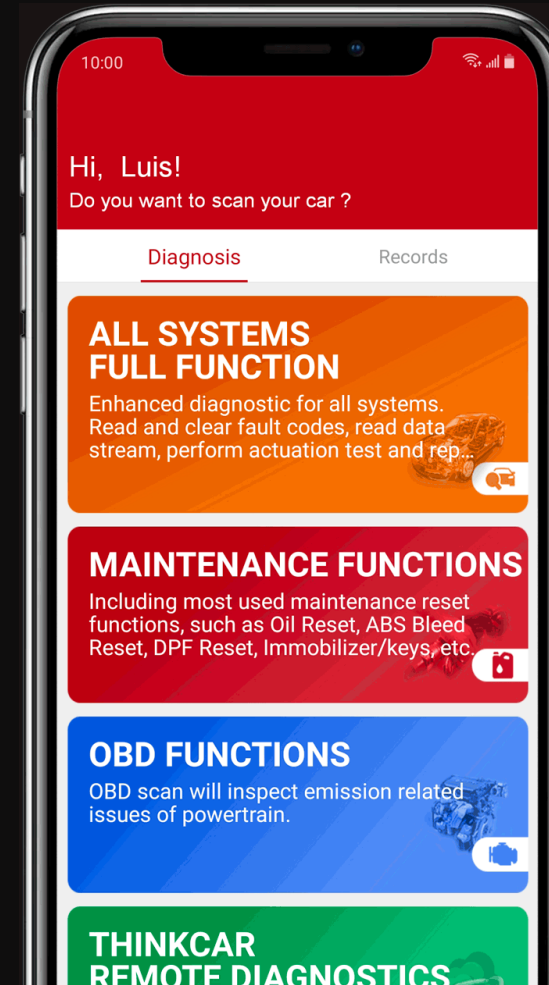 10:00
Hi, Luis!
Do you want to scan your car ?
Diagnosis Records
ALL SYSTEMS
FULL FUNCTION
Enhanced diagnostic for all systems.
Read and clear fault codes, read data
stream, perform actuation test and rep...
MAINTENANCE FUNCTIONS
Including most used maintenance reset
functions, such as Oil Reset, ABS Bleed
Reset, DPF Reset, Immobilizer/keys, etc.
OBD FUNCTIONS
OBD scan will inspect emission related
issues of powertrain.
THINKCAR
REMOTE DIAGNOSTICS